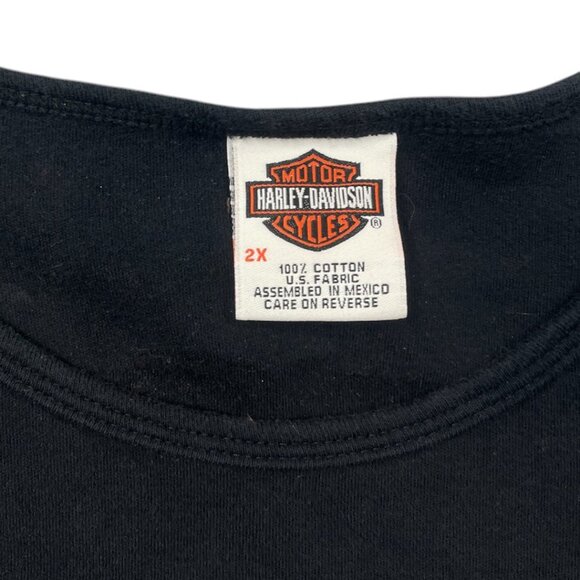 MOTOR
HARLEY-DAVIDSON
CYCLES ®
2X
100% COTTON
U.S. FABRIC
ASSEMBLED IN MEXICO
CARE ON REVERSE